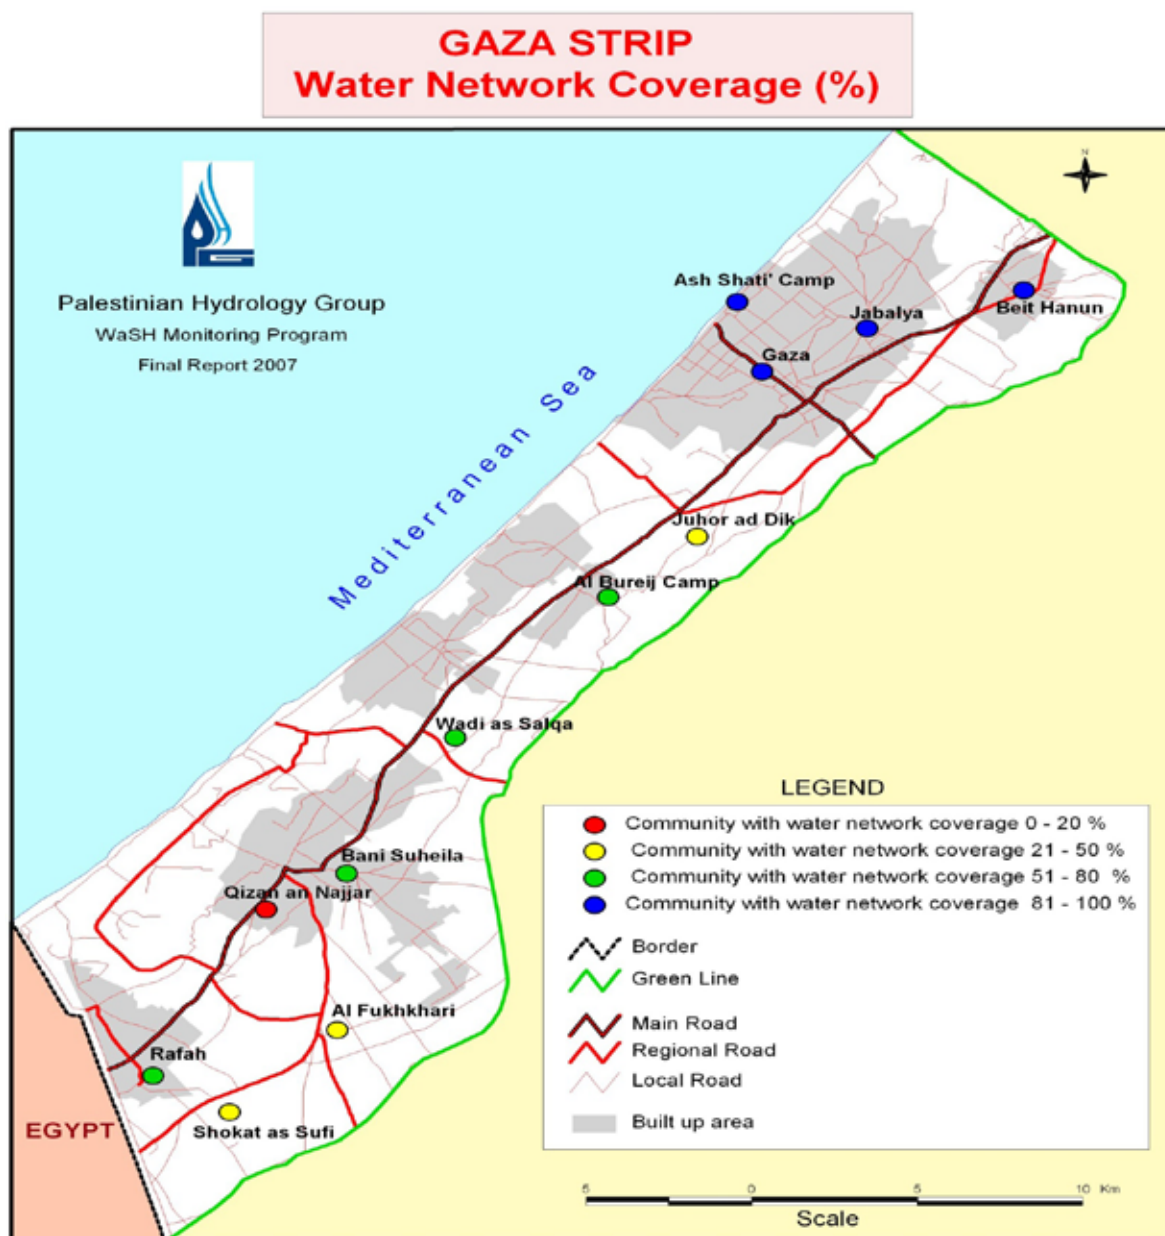 GAZA STRIP
Water Network Coverage (%)
N
Palestinian Hydrology Group
WaSH Monitoring Program
Final Report 2007
Mediterranean Sea
Ash Shati' Camp
Jabalya
Beit Hanun
Gaza
Juhor ad Dik
Al Bureij Camp
Wadi as Salqa
Bani Suheila
Qizan an Najjar
Al Fukhkhari
Rafah
Shokat as Sufi
EGYPT
LEGEND
Community with water network coverage 0 - 20 %
Community with water network coverage 21 - 50 %
Community with water network coverage 51 - 80 %
Community with water network coverage 81 - 100 %
Border
Green Line
Main Road
Regional Road
Local Road
Built up area
5 0 5 10 Km
Scale